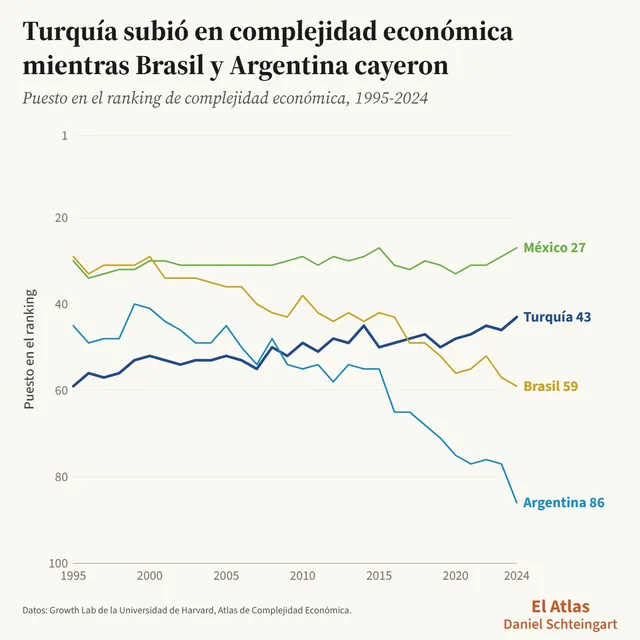 Turquía subió en complejidad económica
mientras Brasil y Argentina cayeron
Puesto en el ranking de complejidad económica, 1995-2024
1
20
40
60
80
100
Puesto en el ranking
México 27
Turquía 43
Brasil 59
Argentina 86
1995
2000
2005
2010
2015
2020
2024
Datos: Growth Lab de la Universidad de Harvard, Atlas de Complejidad Económica.
El Atlas
Daniel Schteingart